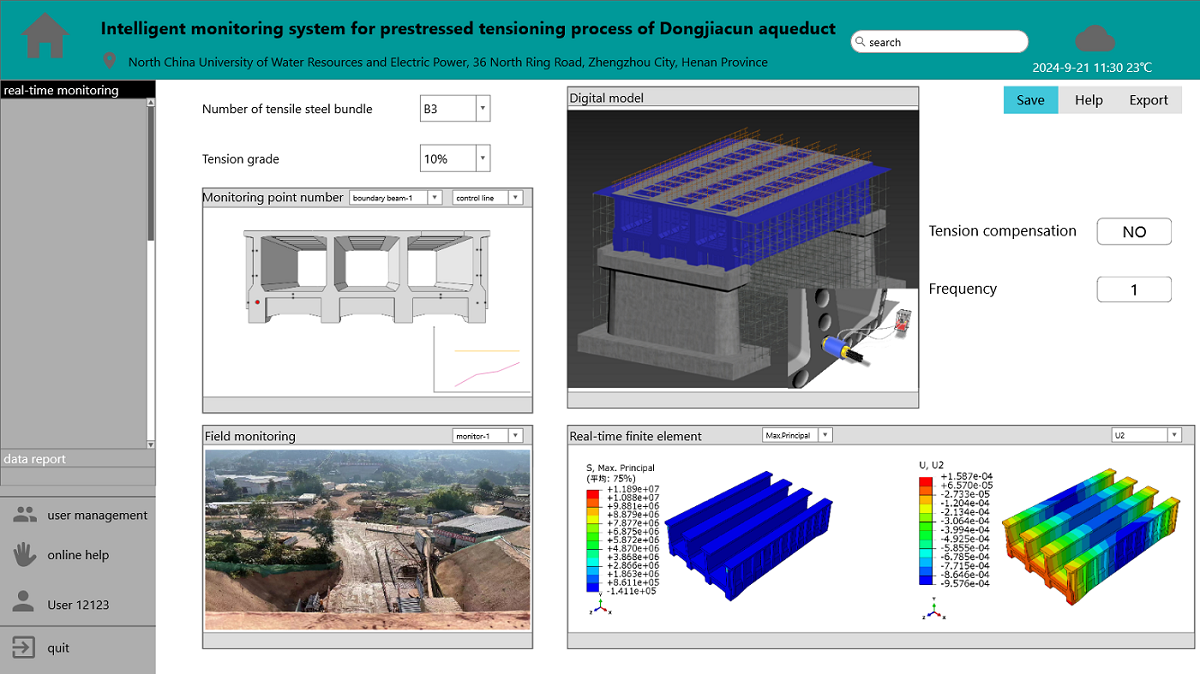 Intelligent monitoring system for prestressed tensioning process of Dongjiacun aqueduct
North China University of Water Resources and Electric Power, 36 North Ring Road, Zhengzhou City, Henan Province
search
2024-9-21 11:30 23℃
real-time monitoring
data report
user management
online help
User 12123
quit
Number of tensile steel bundle
B3
Tension grade
10%
Monitoring point number
boundary beam-1
control line
Digital model
Save
Help
Export
Tension compensation
NO
Frequency
1
Field monitoring
monitor-1
Real-time finite element
Max.Principal
U2
S, Max. Principal
(平均: 75%)
+1.189e+07
+1.088e+07
+9.881e+06
+8.879e+06
+7.877e+06
+6.875e+06
+5.872e+06
+4.870e+06
+3.868e+06
+2.866e+06
+1.863e+06
+8.611e+05
-1.411e+05
Y
Z
X
U, U2
+1.587e-04
+6.570e-05
-2.733e-05
-1.204e-04
-2.134e-04
-3.064e-04
-3.994e-04
-4.925e-04
-5.855e-04
-6.785e-04
-7.715e-04
-8.646e-04
-9.576e-04
Y
Z
X